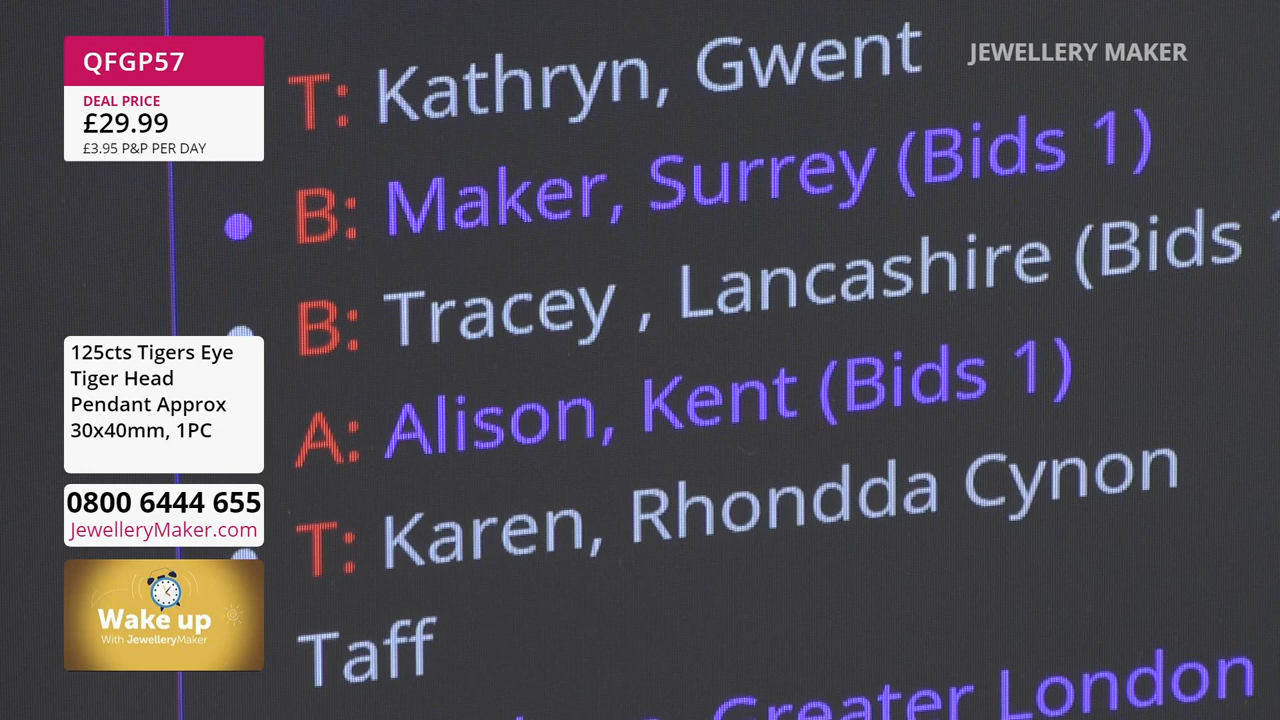 QFGP57
DEAL PRICE
£29.99
£3.95 P&P PER DAY
JEWELLERY MAKER
T: Kathryn, Gwent
B: Maker, Surrey (Bids 1)
B: Tracey , Lancashire (Bids
A: Alison, Kent (Bids 1)
T: Karen, Rhondda Cynon
Taff
Greater London
125cts Tigers Eye
Tiger Head
Pendant Approx
30x40mm, 1PC
0800 6444 655
JewelleryMaker.com
Wake up
With JewelleryMaker